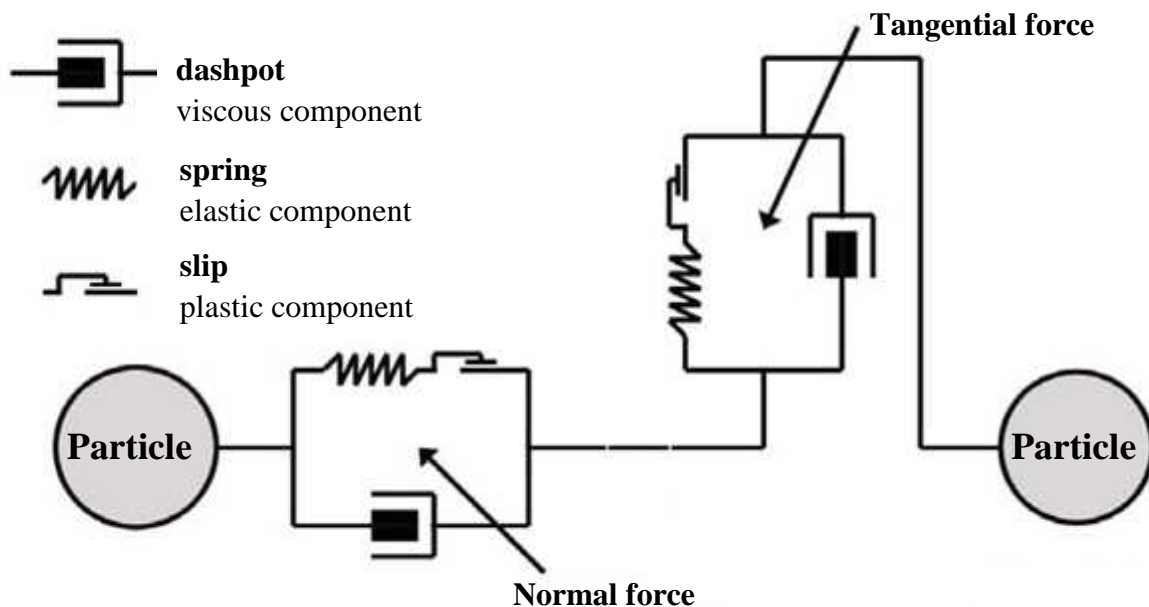 Tangential force
dashpot
viscous component
spring
elastic component
slip
plastic component
Particle
Particle
Normal force